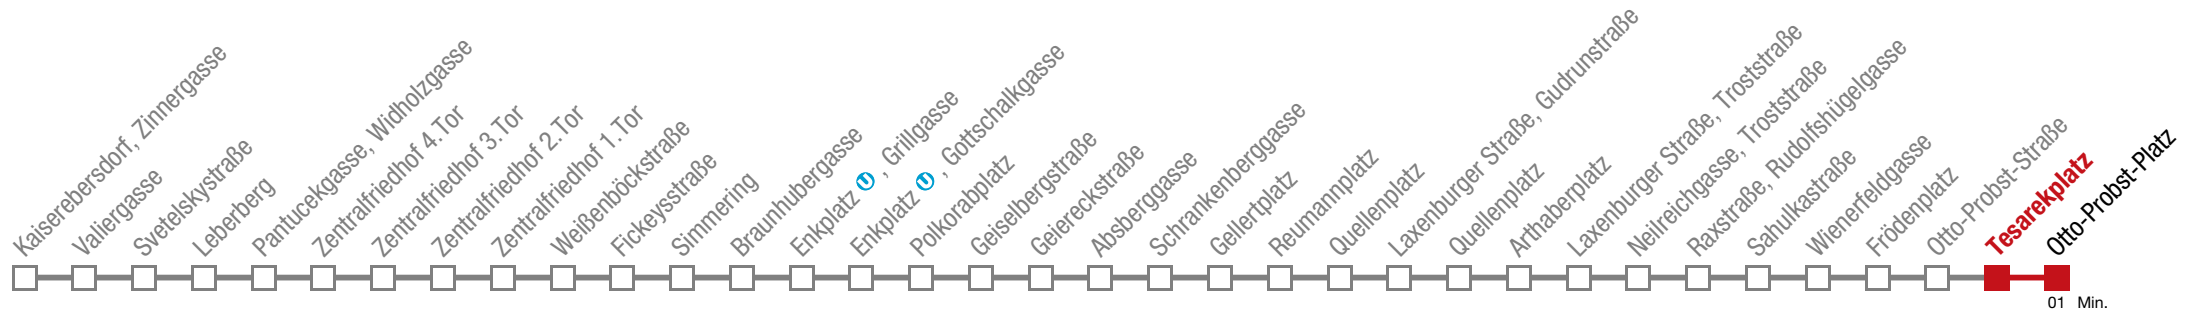 Kaiserebersdorf, Zinnergasse
Valiergasse
Svetelskystraße
Leberberg
Pantucekgasse, Widholzgasse
Zentralfriedhof 4.Tor
Zentralfriedhof 3.Tor
Zentralfriedhof 2.Tor
Zentralfriedhof 1.Tor
Weißenböckstraße
Fickeysstraße
Simmering
Braunhubergasse
Enkplatz U, Grillgasse
Enkplatz U, Gottschalkgasse
Polkorabplatz
Geiselbergstraße
Geiereckstraße
Absberggasse
Schrankenberggasse
Gellertplatz
Reumannplatz
Quellenplatz
Laxenburger Straße, Gudrunstraße
Quellenplatz
Arthaberplatz
Laxenburger Straße, Troststraße
Neilreichgasse, Troststraße
Raxstraße, Rudolfshügelgasse
Sahulkastraße
Wienerfeldgasse
Frödenplatz
Otto-Probst-Straße
Tesarekplatz
Otto-Probst-Platz
01 Min.